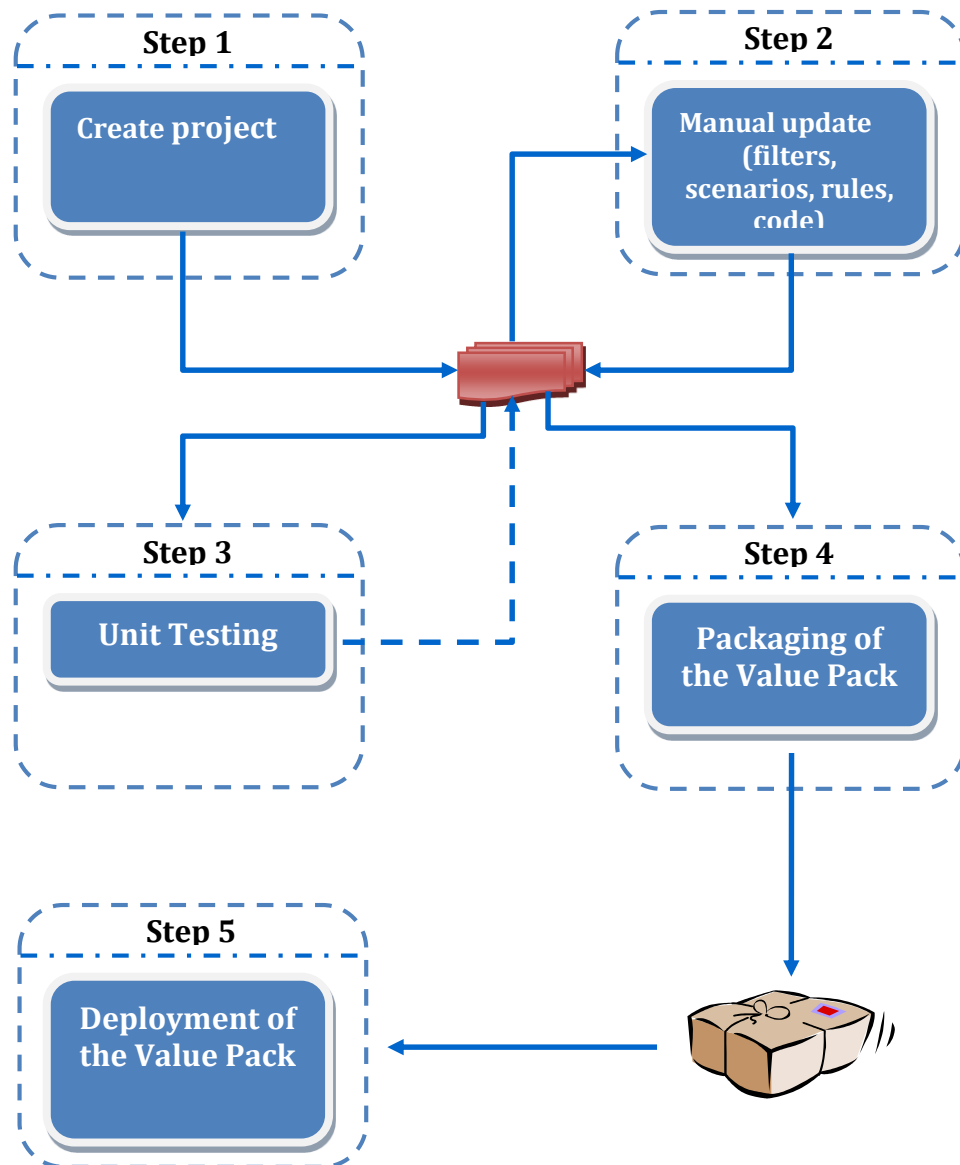 Step 1
Create project
Step 2
Manual update
(filters,
scenarios, rules,
code)
Step 3
Unit Testing
Step 4
Packaging of
the Value Pack
Step 5
Deployment of
the Value Pack